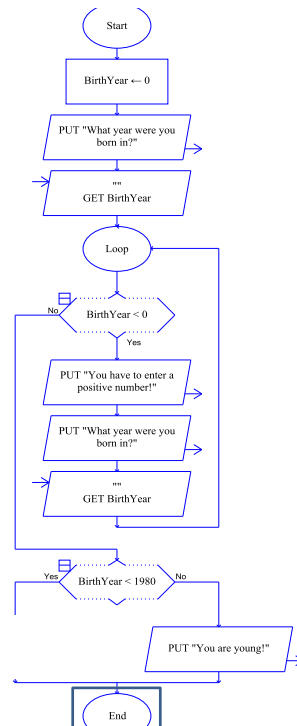 Start
BirthYear ← 0
PUT "What year were you
born in?"
""
GET BirthYear
Loop
BirthYear < 0
No
Yes
PUT "You have to enter a
positive number!"
PUT "What year were you
born in?"
""
GET BirthYear
Yes
BirthYear < 1980
No
PUT "You are young!"
End